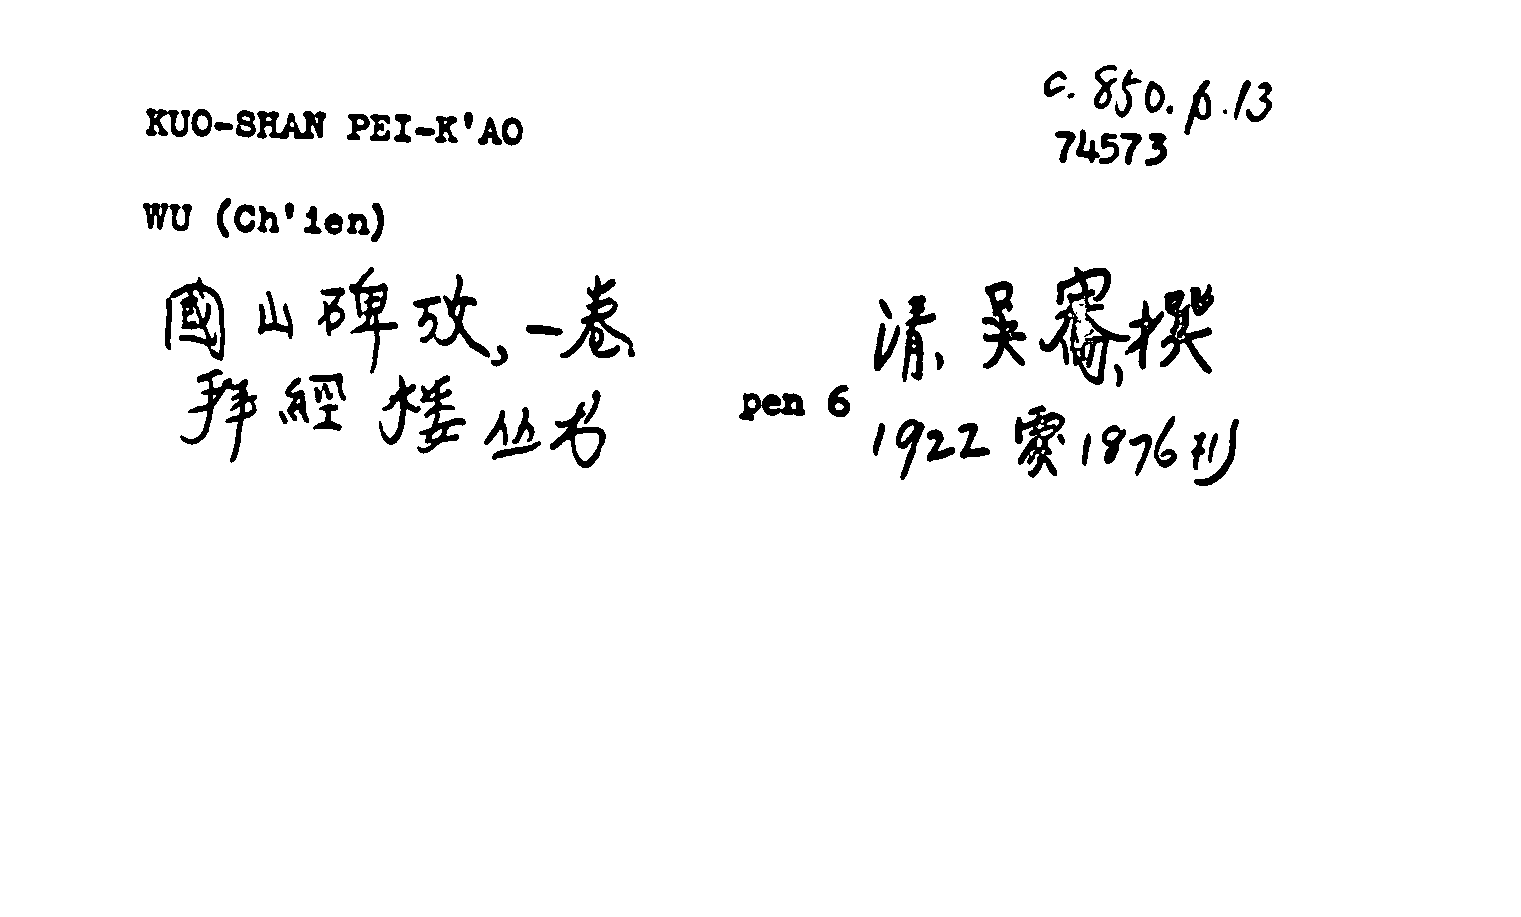 c. 850. p. 13
KUO-SHAN PEI-K'AO
74573
WU (Ch'ien)
國山碑攷, 一卷 清, 吴騫, 撰
拜經楼丛书 pen 6 1922 覆 1876 刊